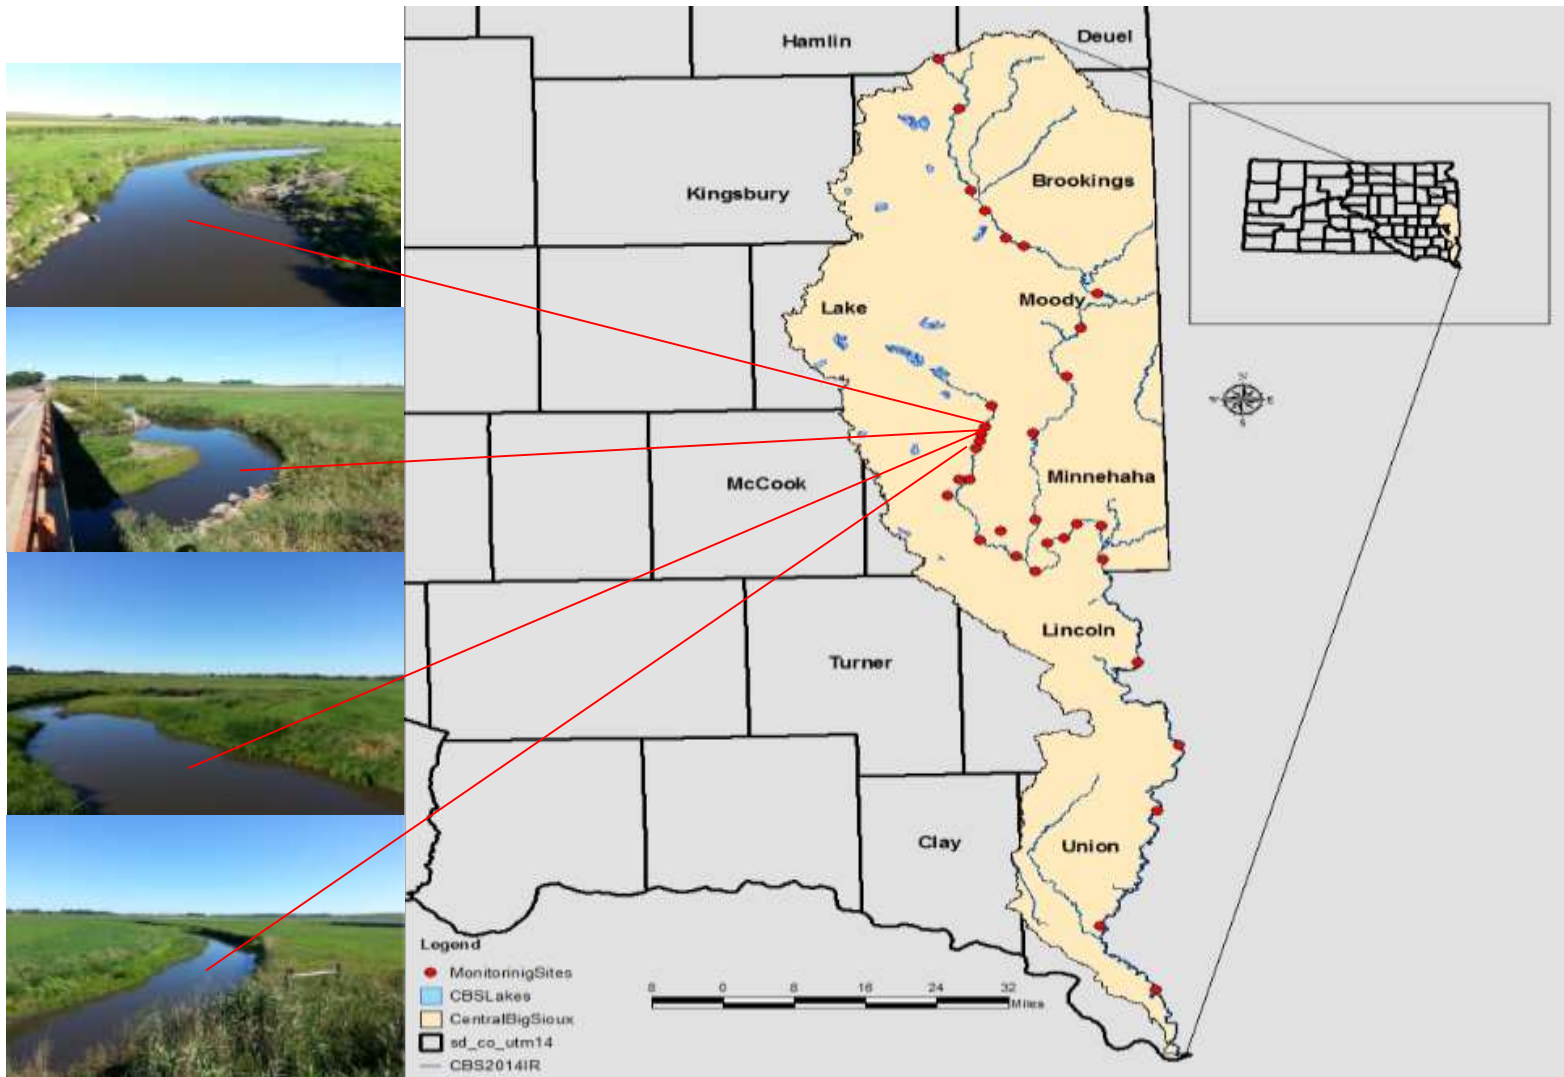 Hamlin
Deuel
Kingsbury
Brookings
Lake
Moody
McCook
Minnehaha
Lincoln
Turner
Clay
Union
N
W
E
S
Legend
MonitorinigSites
CBSLakes
CentralBigSioux
sd_co_utm14
CBS2014IR
8 0 8 16 24 32
Miles